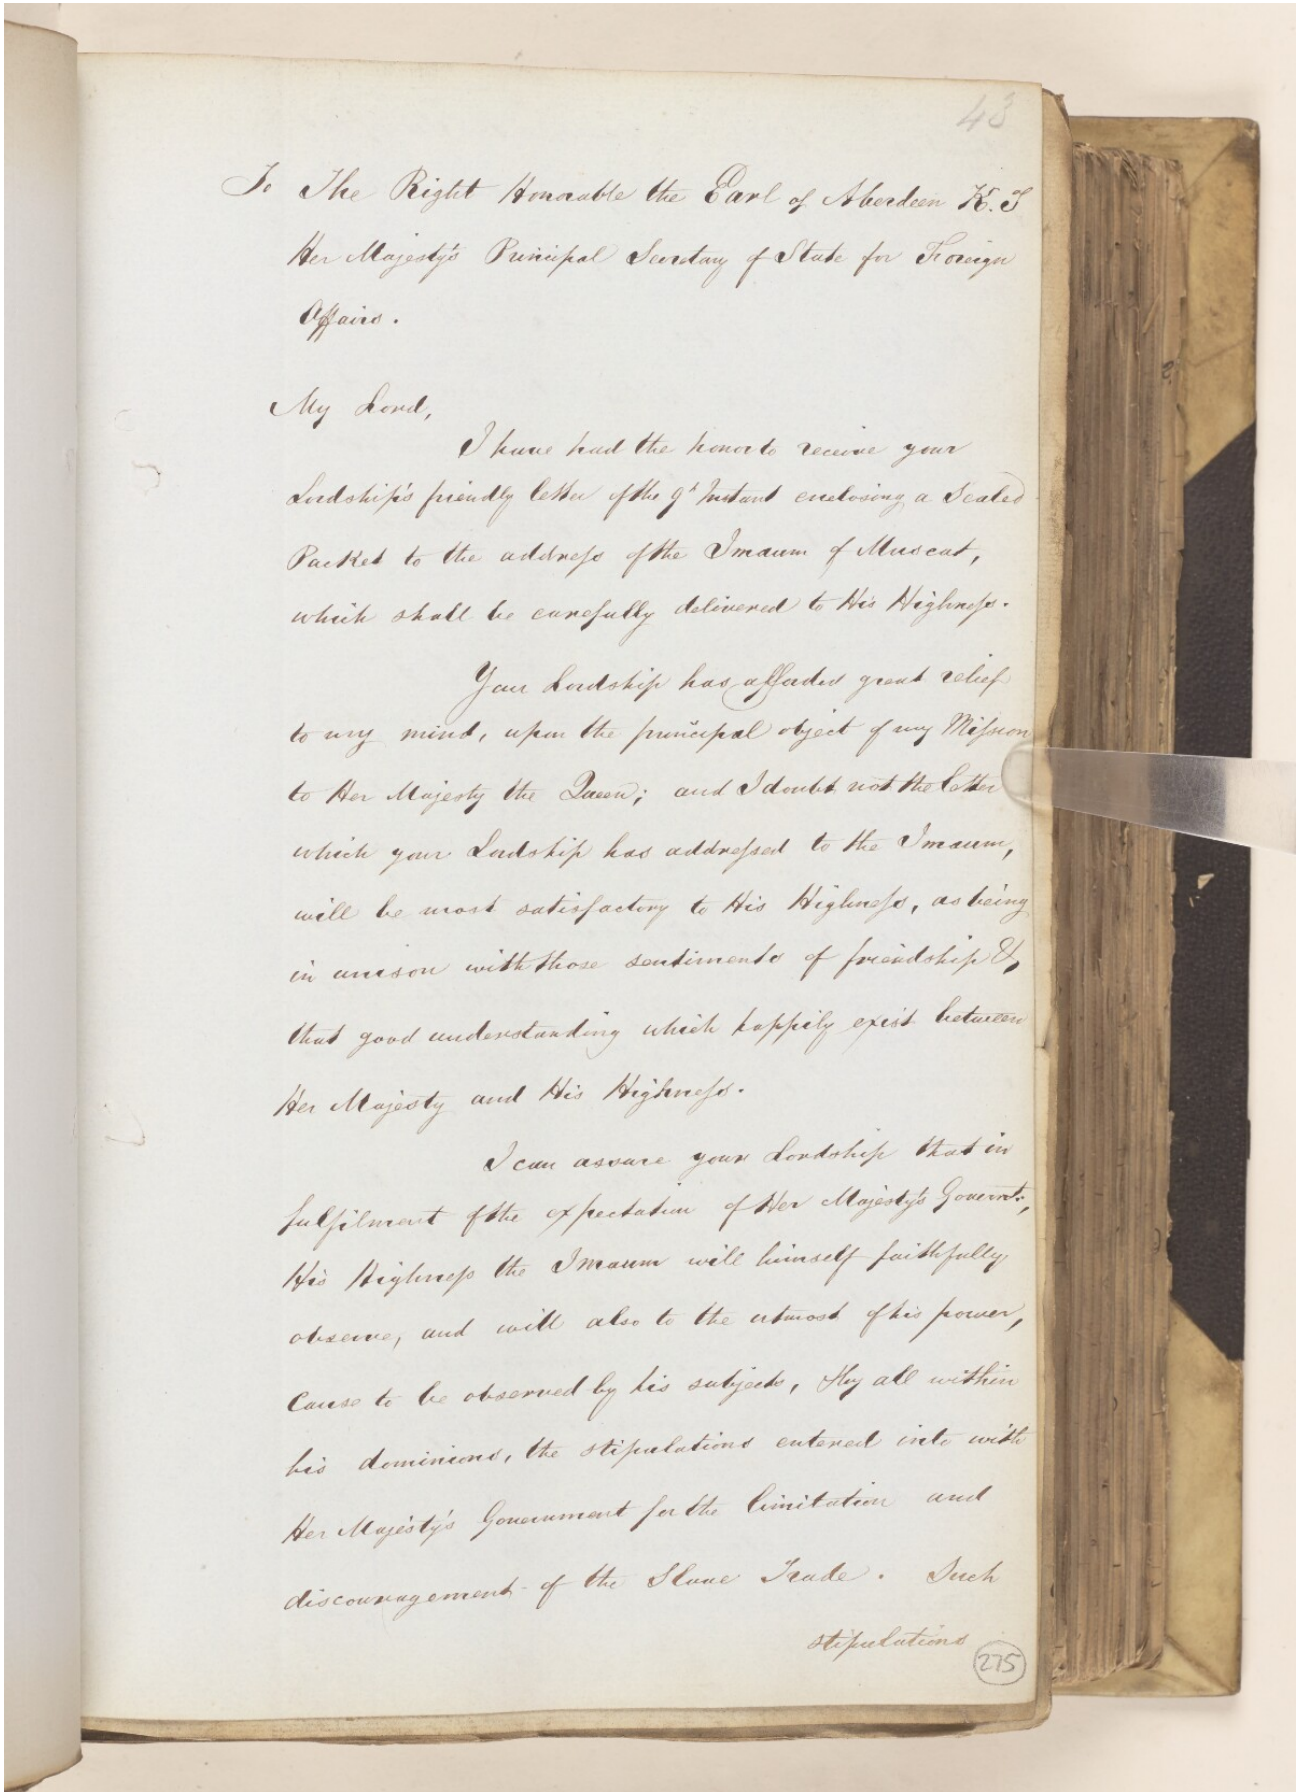 43
To The Right Honorable the Earl of Aberdeen K.T
Her Majesty's Principal Secretary of State for Foreign
Affairs.
My Lord,
I have had the honor to receive your
Lordship's friendly letter of the 9th Instant enclosing a Sealed
Packet to the address of the Imaum of Muscat,
which shall be carefully delivered to His Highness.
Your Lordship has afforded great relief
to my mind, upon the principal object of my Mission
to Her Majesty the Queen; and I doubt not the letter
which your Lordship has addressed to the Imaum,
will be most satisfactory to His Highness, as being
in unison with those sentiments of friendship &,
that good understanding which happily exist between
Her Majesty and His Highness.
I can assure your Lordship that in
fulfilment of the expectation of Her Majesty's Governt.,
His Highness the Imaum will himself faithfully
observe, and will also to the utmost of his power,
cause to be observed by his subjects, & by all within
his dominions, the stipulations entered into with
Her Majesty's Government for the limitation and
discouragement of the Slave Trade. Such
stipulations
275